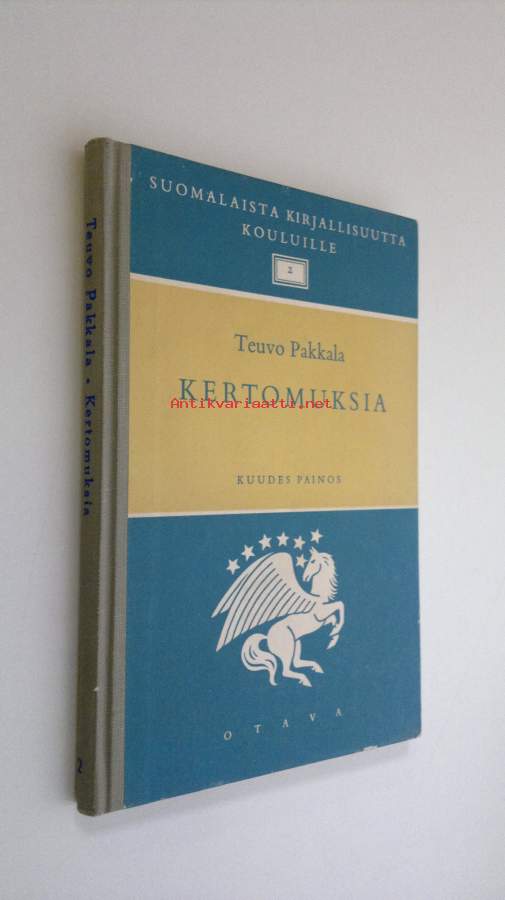 SUOMALAISTA KIRJALLISUUTTA
KOULUILLE
2
Teuvo Pakkala
KERTOMUKSIA
Antikvariaatti.net
KUUDES PAINOS
OTAVA
Teuvo Pakkala • Kertomuksia
2